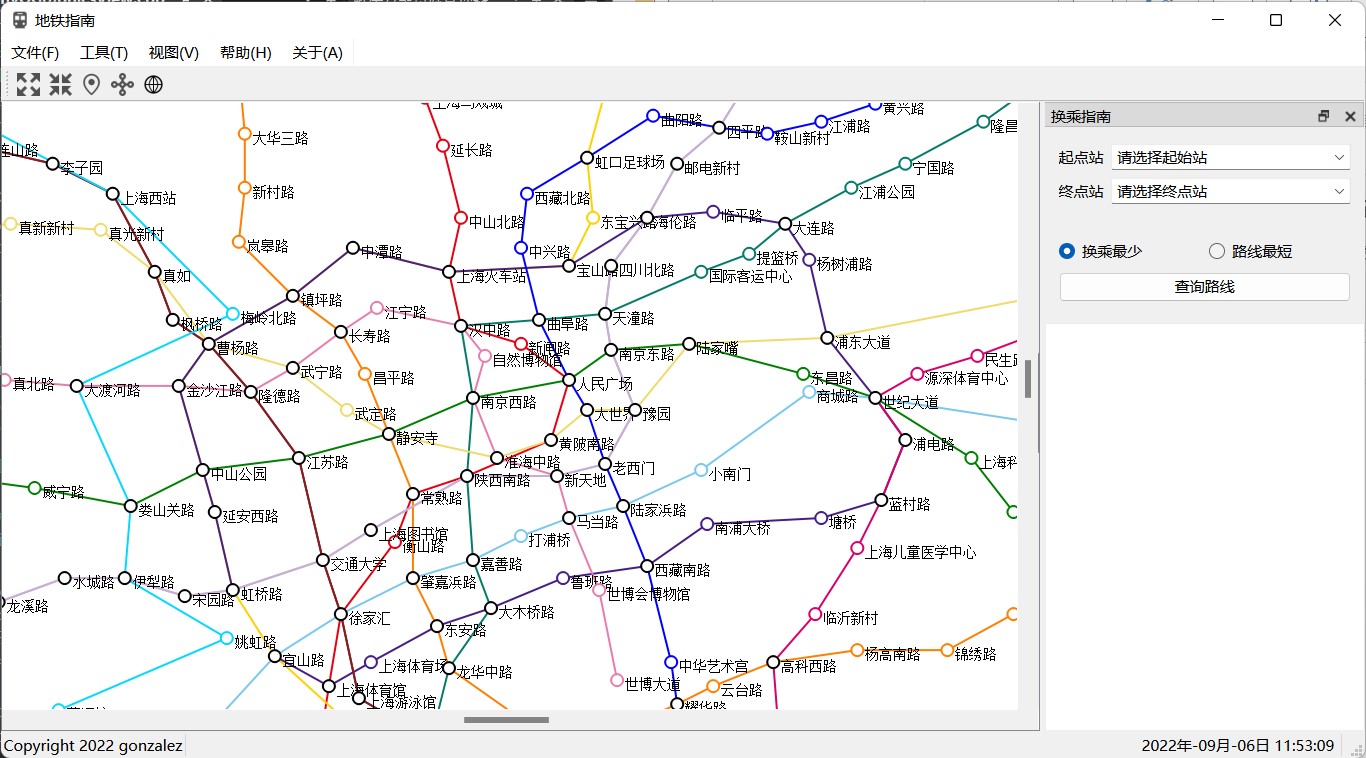 地铁指南
文件(F) 工具(T) 视图(V) 帮助(H) 关于(A)
换乘指南
起点站 请选择起始站
终点站 请选择终点站
换乘最少 路线最短
查询路线
黄兴路
曲阳路
四平路
鞍山新村
江浦路
隆昌
大华三路
延长路
连山路
李子园
虹口足球场
邮电新村
宁国路
新村路
上海西站
西藏北路
江浦公园
真新新村
真光新村
中山北路
东宝兴路
海伦路
临平路
大连路
岚皋路
中潭路
中兴路
提篮桥
杨树浦路
真如
上海火车站
宝山路
四川北路
国际客运中心
镇坪路
江宁路
梅岭北路
枫桥路
长寿路
汉中路
曲阜路
天潼路
曹杨路
新闸路
自然博物馆
南京东路
陆家嘴
浦东大道
民生路
武宁路
昌平路
真北路
大渡河路
金沙江路
隆德路
人民广场
东昌路
源深体育中心
商城路
世纪大道
武定路
南京西路
大世界
豫园
静安寺
黄陂南路
浦电路
江苏路
淮海中路
老西门
上海科
中山公园
陕西南路
新天地
小南门
威宁路
常熟路
娄山关路
延安西路
陆家浜路
蓝村路
上海图书馆
马当路
南浦大桥
塘桥
衡山路
打浦桥
上海儿童医学中心
交通大学
嘉善路
西藏南路
水城路
伊犁路
肇嘉浜路
鲁班路
宋园路
虹桥路
世博会博物馆
龙溪路
徐家汇
大木桥路
临沂新村
姚虹路
东安路
宜山路
上海体育场
龙华中路
中华艺术宫
高科西路
杨高南路
锦绣路
上海体育馆
上海游泳馆
世博大道
云台路
耀华路
Copyright 2022 gonzalez
2022年-09月-06日 11:53:09